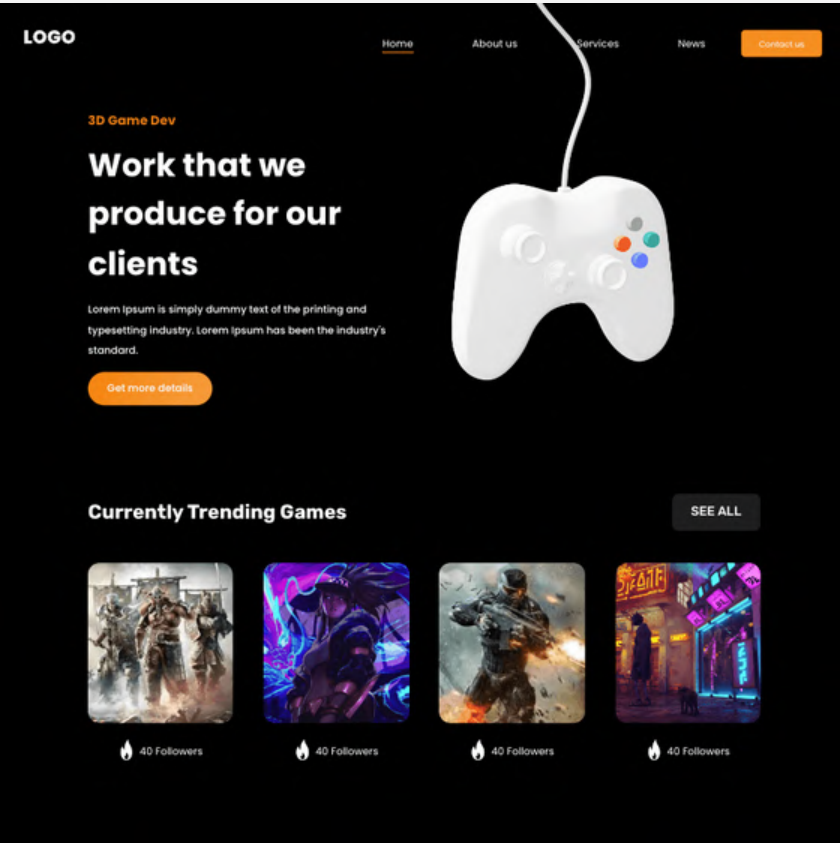 LOGO
Home
About us
Services
News
Contact us
3D Game Dev
Work that we
produce for our
clients
Lorem Ipsum is simply dummy text of the printing and
typesetting industry. Lorem Ipsum has been the industry's
standard.
Get more details
Currently Trending Games
SEE ALL
40 Followers
40 Followers
40 Followers
40 Followers